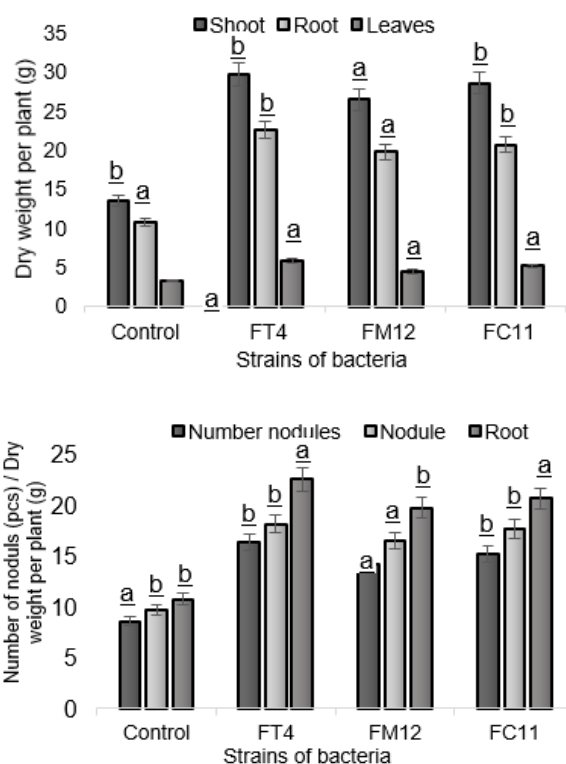 Shoot Root Leaves
Dry weight per plant (g)
35
30
25
20
15
10
5
0
b a a
b b a
a a a
b b a
Control FT4 FM12 FC11
Strains of bacteria
Number nodules Nodule Root
Number of noduls (pcs) / Dry
weight per plant (g)
25
20
15
10
5
0
a b b
b b a
a a b
b b a
Control FT4 FM12 FC11
Strains of bacteria